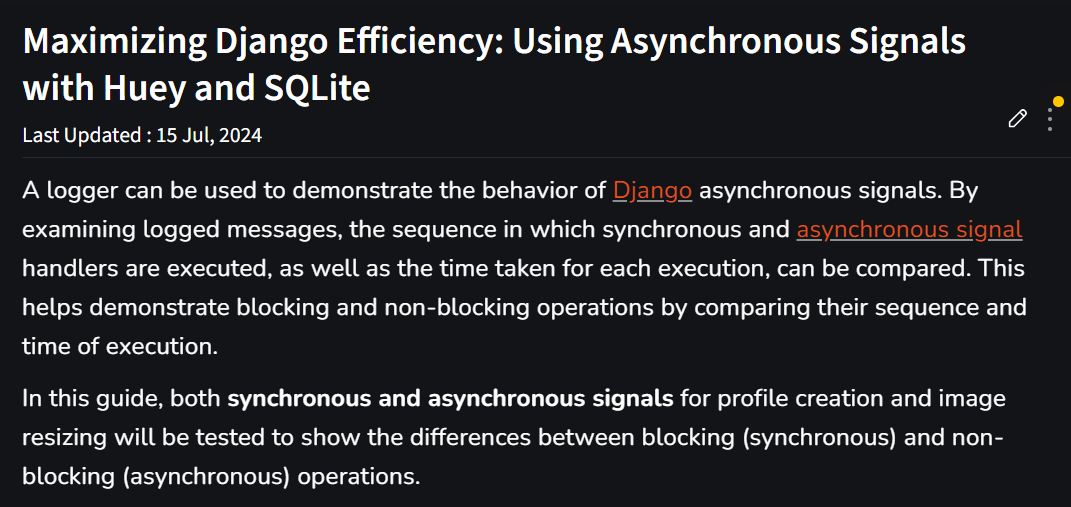 Maximizing Django Efficiency: Using Asynchronous Signals
with Huey and SQLite
Last Updated : 15 Jul, 2024
A logger can be used to demonstrate the behavior of Django asynchronous signals. By
examining logged messages, the sequence in which synchronous and asynchronous signal
handlers are executed, as well as the time taken for each execution, can be compared. This
helps demonstrate blocking and non-blocking operations by comparing their sequence and
time of execution.
In this guide, both synchronous and asynchronous signals for profile creation and image
resizing will be tested to show the differences between blocking (synchronous) and non-
blocking (asynchronous) operations.